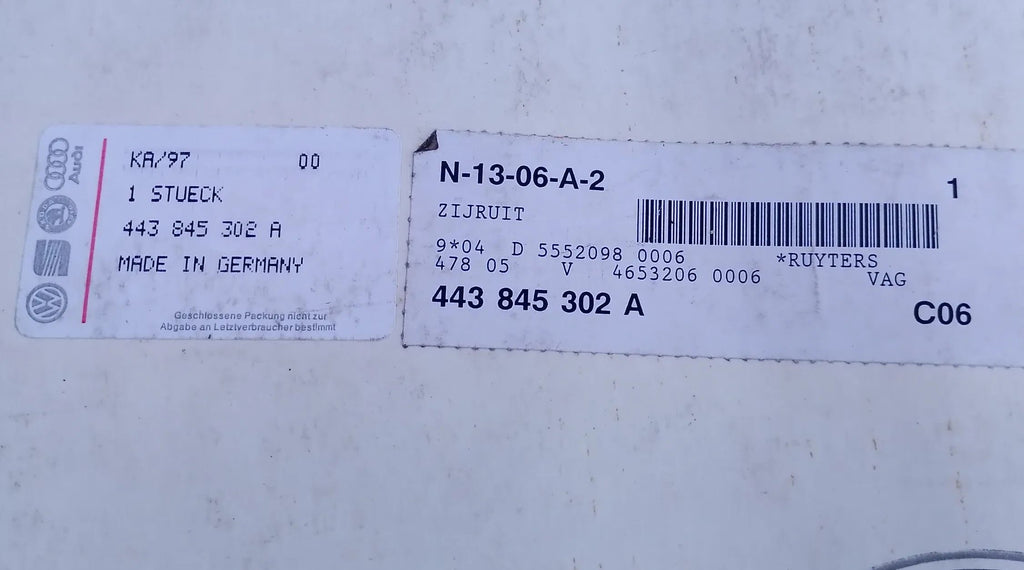 Audi
KA/97 00
1 STUECK
443 845 302 A
MADE IN GERMANY
Geschlossene Packung nicht zur
Abgabe an Letztverbraucher bestimmt
N-13-06-A-2 1
ZIJRUIT
9*04 D 5552098 0006 *RUYTERS
478 05 V 4653206 0006 VAG
443 845 302 A C06